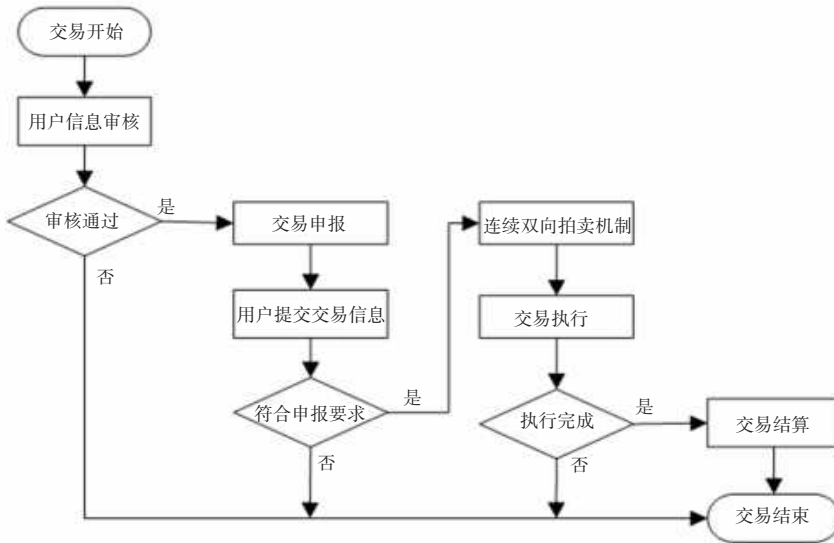 交易开始
用户信息审核
审核通过
是
否
交易申报
用户提交交易信息
符合申报要求
是
否
连续双向拍卖机制
交易执行
执行完成
是
否
交易结算
交易结束